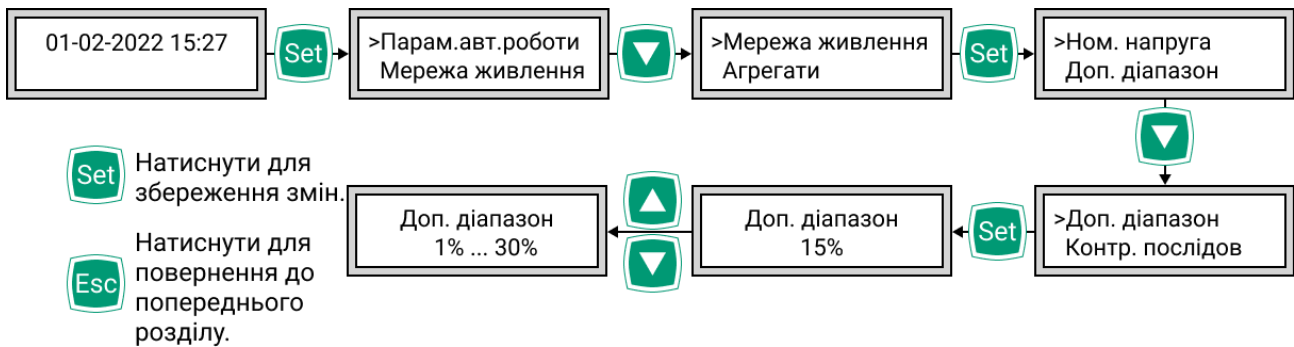 01-02-2022 15:27
Set
>Парам.авт.роботи
Мережа живлення
>Мережа живлення
Агрегати
Set
>Ном. напруга
Доп. діапазон
>Доп. діапазон
Контр. послідов
Set
Доп. діапазон
15%
Доп. діапазон
1% ... 30%
Set
Натиснути для
збереження змін.
Esc
Натиснути для
повернення до
попереднього
розділу.